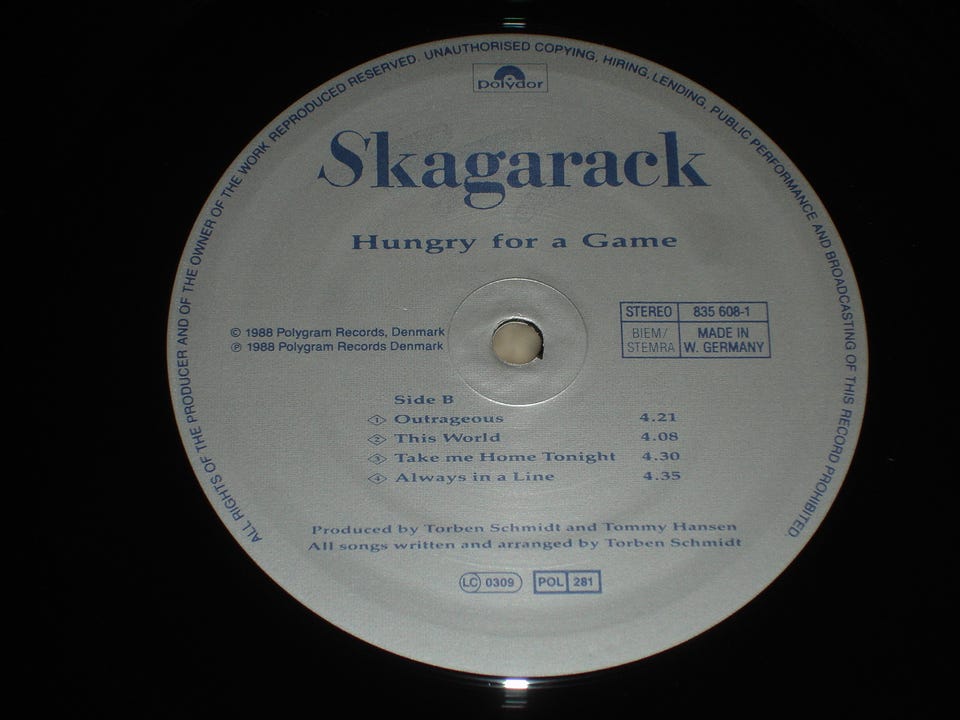 ALL RIGHTS OF THE PRODUCER AND OF THE OWNER OF THE WORK REPRODUCED RESERVED. UNAUTHORISED COPYING, HIRING, LENDING, PUBLIC PERFORMANCE AND BROADCASTING OF THIS RECORD PROHIBITED.
polydor
Skagarack
Hungry for a Game
© 1988 Polygram Records, Denmark
℗ 1988 Polygram Records Denmark
STEREO 835 608-1
BIEM/STEMRA MADE IN W. GERMANY
Side B
1 Outrageous 4.21
2 This World 4.08
3 Take me Home Tonight 4.30
4 Always in a Line 4.35
Produced by Torben Schmidt and Tommy Hansen
All songs written and arranged by Torben Schmidt
LC 0309 POL 281